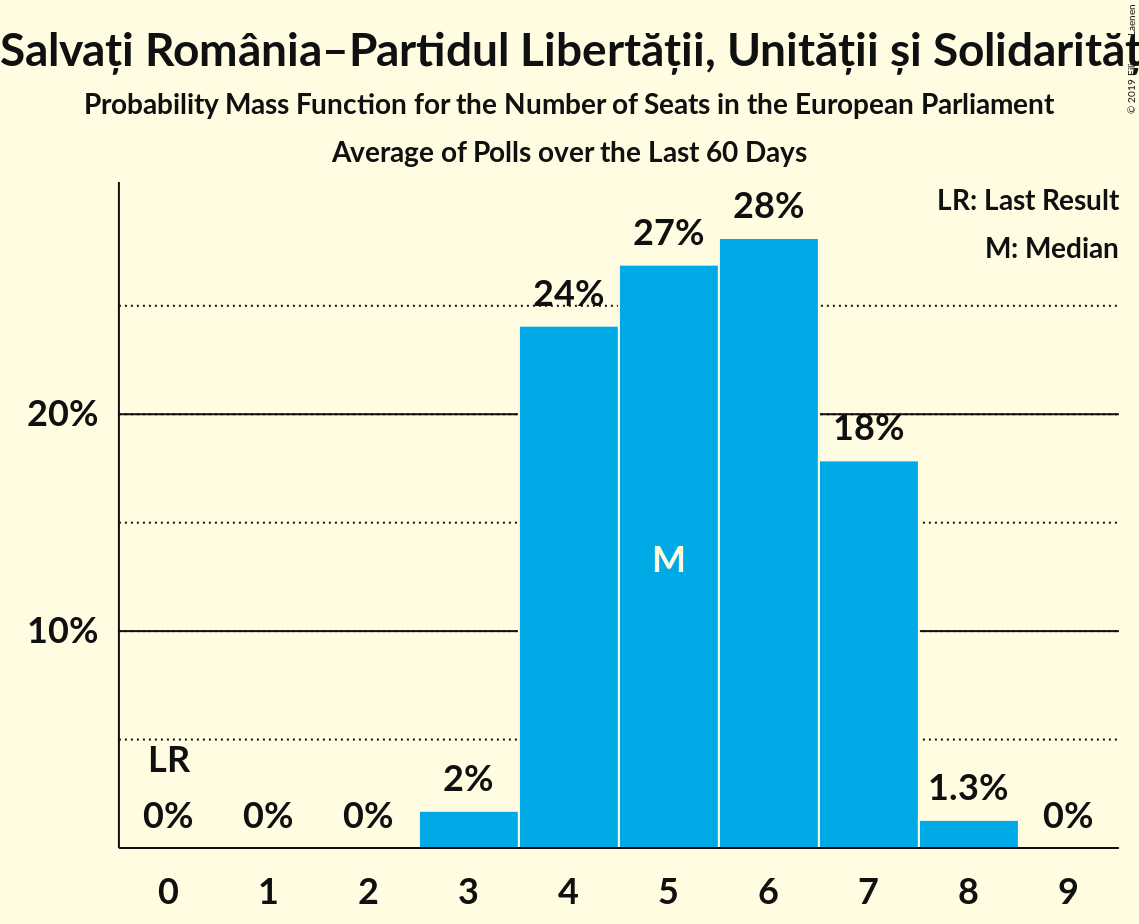 Salvați România–Partidul Libertății, Unității și Solidarităț
Probability Mass Function for the Number of Seats in the European Parliament
Average of Polls over the Last 60 Days
© 2019
LR: Last Result
M: Median
28%
27%
24%
20%
18%
M
10%
LR
2%
1.3%
0% 0% 0% 0%
0 1 2 3 4 5 6 7 8 9